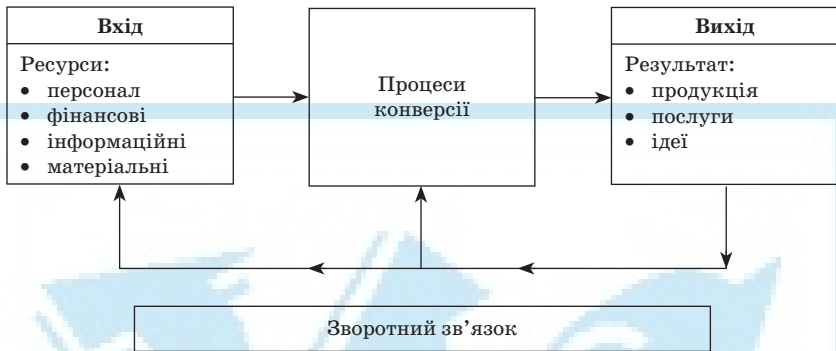 Вхід
Ресурси:
• персонал
• фінансові
• інформаційні
• матеріальні
Процеси
конверсії
Вихід
Результат:
• продукція
• послуги
• ідеї
Зворотний зв’язок